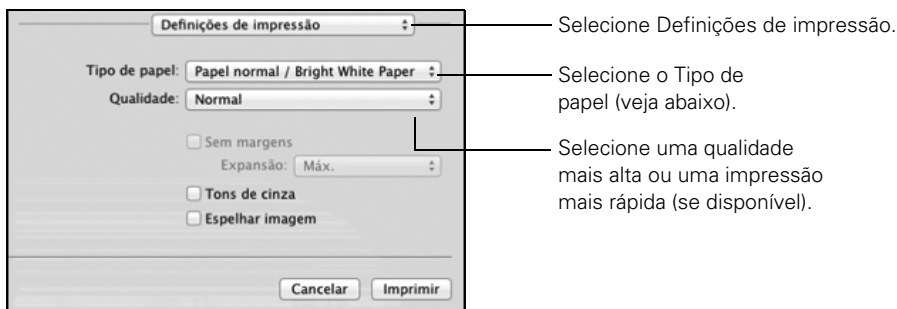 Definições de impressão
Selecione Definições de impressão.
Tipo de papel: Papel normal / Bright White Paper
Selecione o Tipo de
papel (veja abaixo).
Qualidade: Normal
Selecione uma qualidade
mais alta ou uma impressão
mais rápida (se disponível).
Sem margens
Expansão: Máx.
Tons de cinza
Espelhar imagem
Cancelar Imprimir